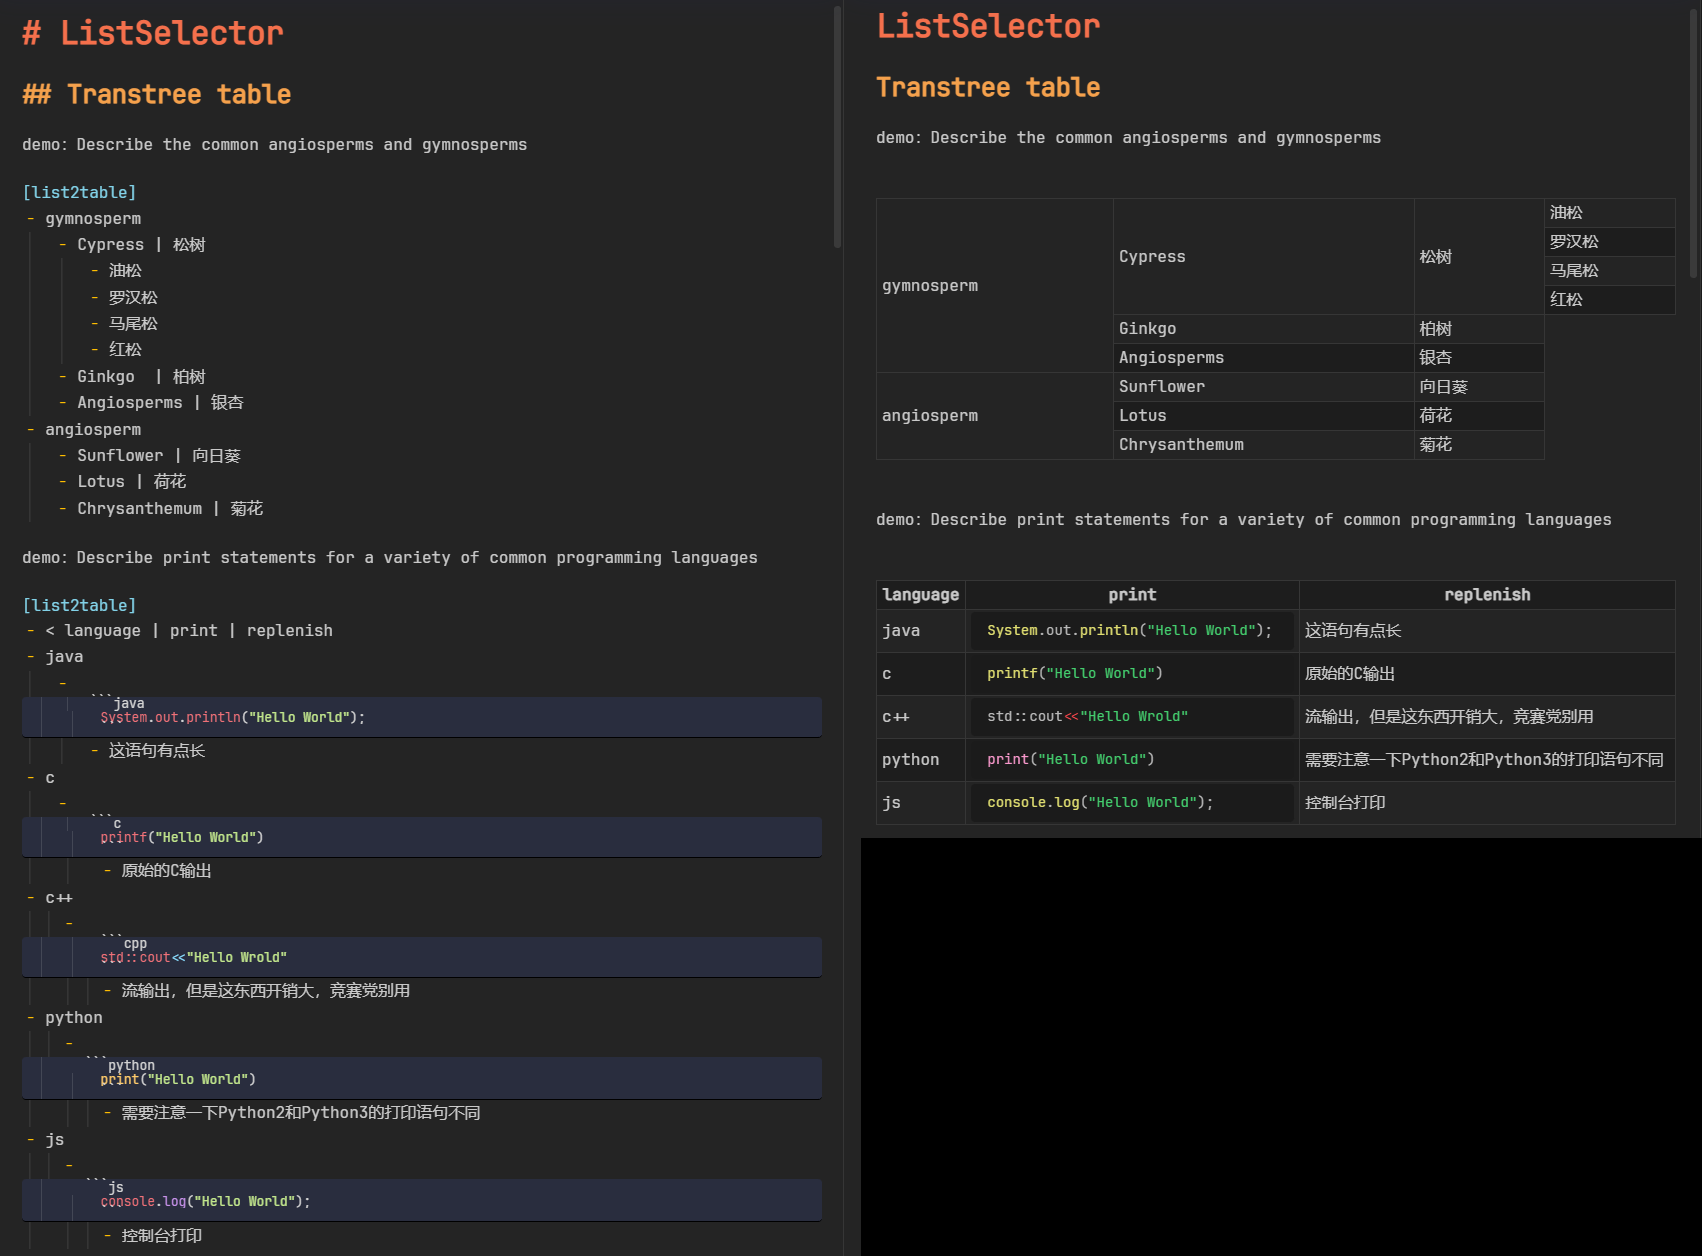 # ListSelector
## Transtree table
demo: Describe the common angiosperms and gymnosperms
[list2table]
- gymnosperm
- Cypress | 松树
- 油松
- 罗汉松
- 马尾松
- 红松
- Ginkgo  | 柏树
- Angiosperms | 银杏
- angiosperm
- Sunflower | 向日葵
- Lotus | 荷花
- Chrysanthemum | 菊花
demo: Describe print statements for a variety of common programming languages
[list2table]
- < language | print | replenish
- java
-
```java
System.out.println("Hello World");
```
- 这语句有点长
- c
-
```c
printf("Hello World")
```
- 原始的C输出
- c++
-
```cpp
std::cout<<"Hello Wrold"
```
- 流输出，但是这东西开销大，竞赛党别用
- python
-
```python
print("Hello World")
```
- 需要注意一下Python2和Python3的打印语句不同
- js
-
```js
console.log("Hello World");
```
- 控制台打印
ListSelector
Transtree table
demo: Describe the common angiosperms and gymnosperms
gymnosperm Cypress 松树 油松
罗汉松
马尾松
红松
Ginkgo 柏树
Angiosperms 银杏
angiosperm Sunflower 向日葵
Lotus 荷花
Chrysanthemum 菊花
demo: Describe print statements for a variety of common programming languages
language print replenish
java System.out.println("Hello World"); 这语句有点长
c printf("Hello World") 原始的C输出
c++ std::cout<<"Hello Wrold" 流输出，但是这东西开销大，竞赛党别用
python print("Hello World") 需要注意一下Python2和Python3的打印语句不同
js console.log("Hello World"); 控制台打印